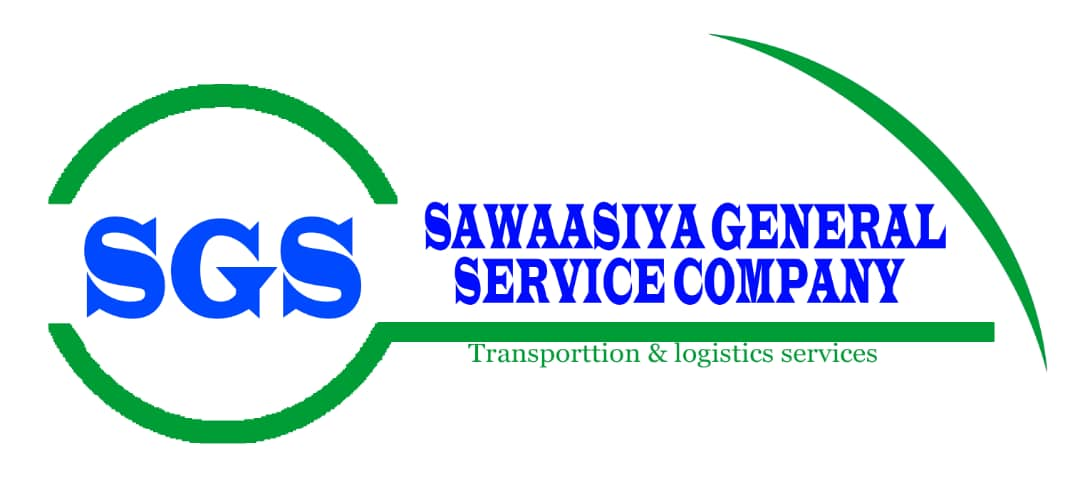 SGS
SAWAASIYA GENERAL
SERVICE COMPANY
Transporttion & logistics services